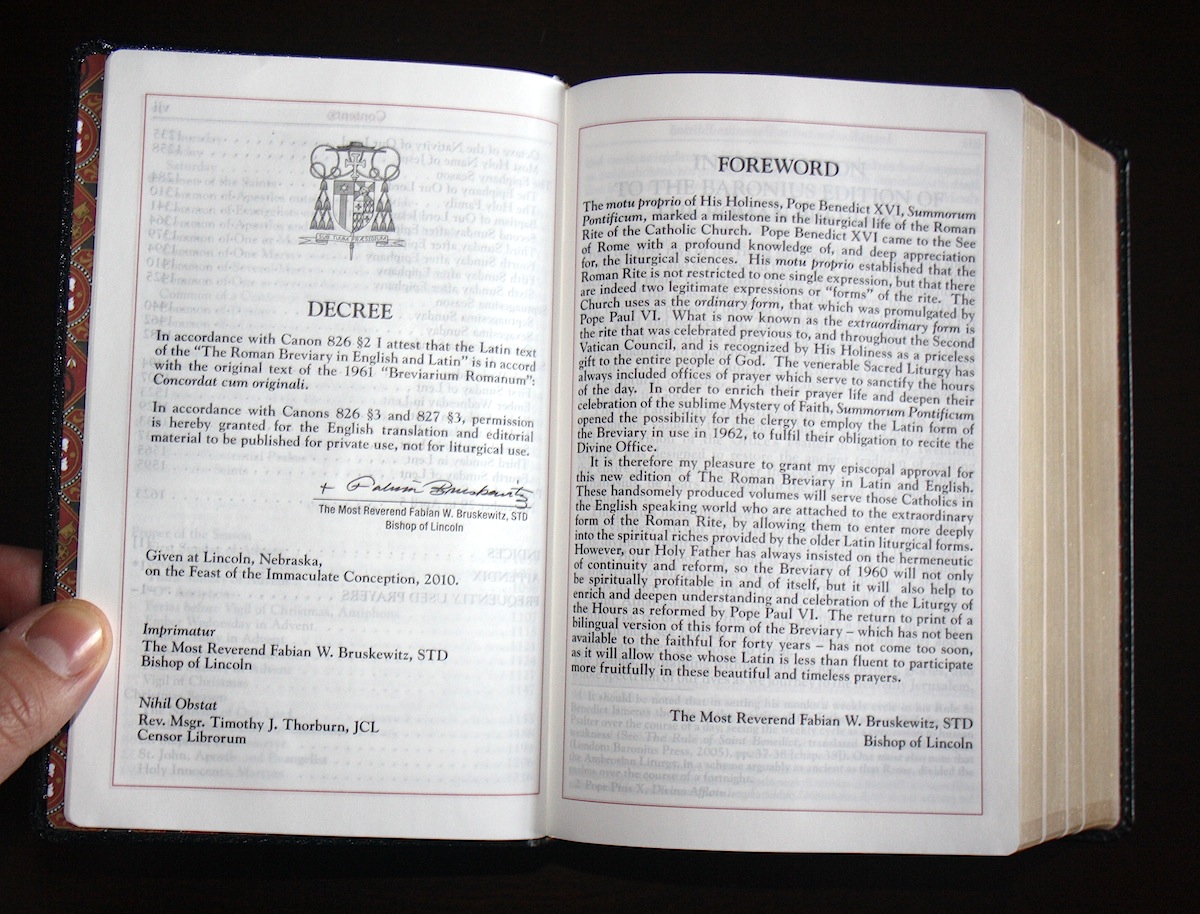 DECREE
In accordance with Canon 826 §2 I attest that the Latin text
of the "The Roman Breviary in English and Latin" is in accord
with the original text of the 1961 "Breviarium Romanum":
Concordat cum originali.
In accordance with Canons 826 §3 and 827 §3, permission
is hereby granted for the English translation and editorial
material to be published for private use, not for liturgical use.
The Most Reverend Fabian W. Bruskewitz, STD
Bishop of Lincoln
Given at Lincoln, Nebraska,
on the Feast of the Immaculate Conception, 2010.
Imprimatur
The Most Reverend Fabian W. Bruskewitz, STD
Bishop of Lincoln
Nihil Obstat
Rev. Msgr. Timothy J. Thorburn, JCL
Censor Librorum
FOREWORD
The motu proprio of His Holiness, Pope Benedict XVI, Summorum
Pontificum, marked a milestone in the liturgical life of the Roman
Rite of the Catholic Church. Pope Benedict XVI came to the See
of Rome with a profound knowledge of, and deep appreciation
for, the liturgical sciences. His motu proprio established that the
Roman Rite is not restricted to one single expression, but that there
are indeed two legitimate expressions or "forms" of the rite. The
Church uses as the ordinary form, that which was promulgated by
Pope Paul VI. What is now known as the extraordinary form is
the rite that was celebrated previous to, and throughout the Second
Vatican Council, and is recognized by His Holiness as a priceless
gift to the entire people of God. The venerable Sacred Liturgy has
always included offices of prayer which serve to sanctify the hours
of the day. In order to enrich their prayer life and deepen their
celebration of the sublime Mystery of Faith, Summorum Pontificum
opened the possibility for the clergy to employ the Latin form of
the Breviary in use in 1962, to fulfil their obligation to recite the
Divine Office.
It is therefore my pleasure to grant my episcopal approval for
this new edition of The Roman Breviary in Latin and English.
These handsomely produced volumes will serve those Catholics in
the English speaking world who are attached to the extraordinary
form of the Roman Rite, by allowing them to enter more deeply
into the spiritual riches provided by the older Latin liturgical forms.
However, our Holy Father has always insisted on the hermeneutic
of continuity and reform, so the Breviary of 1960 will not only
be spiritually profitable in and of itself, but it will also help to
enrich and deepen understanding and celebration of the Liturgy of
the Hours as reformed by Pope Paul VI. The return to print of a
bilingual version of this form of the Breviary – which has not been
available to the faithful for forty years – has not come too soon,
as it will allow those whose Latin is less than fluent to participate
more fruitfully in these beautiful and timeless prayers.
The Most Reverend Fabian W. Bruskewitz, STD
Bishop of Lincoln